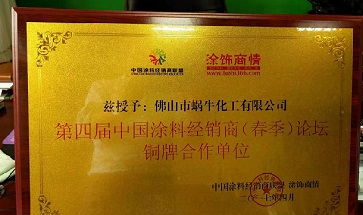 中国涂料经销商联盟
涂饰商情
兹授予:佛山市蜗牛化工有限公司
第四届中国涂料经销商(春季)论坛
铜牌合作单位
中国涂料经销商联盟 涂饰商情